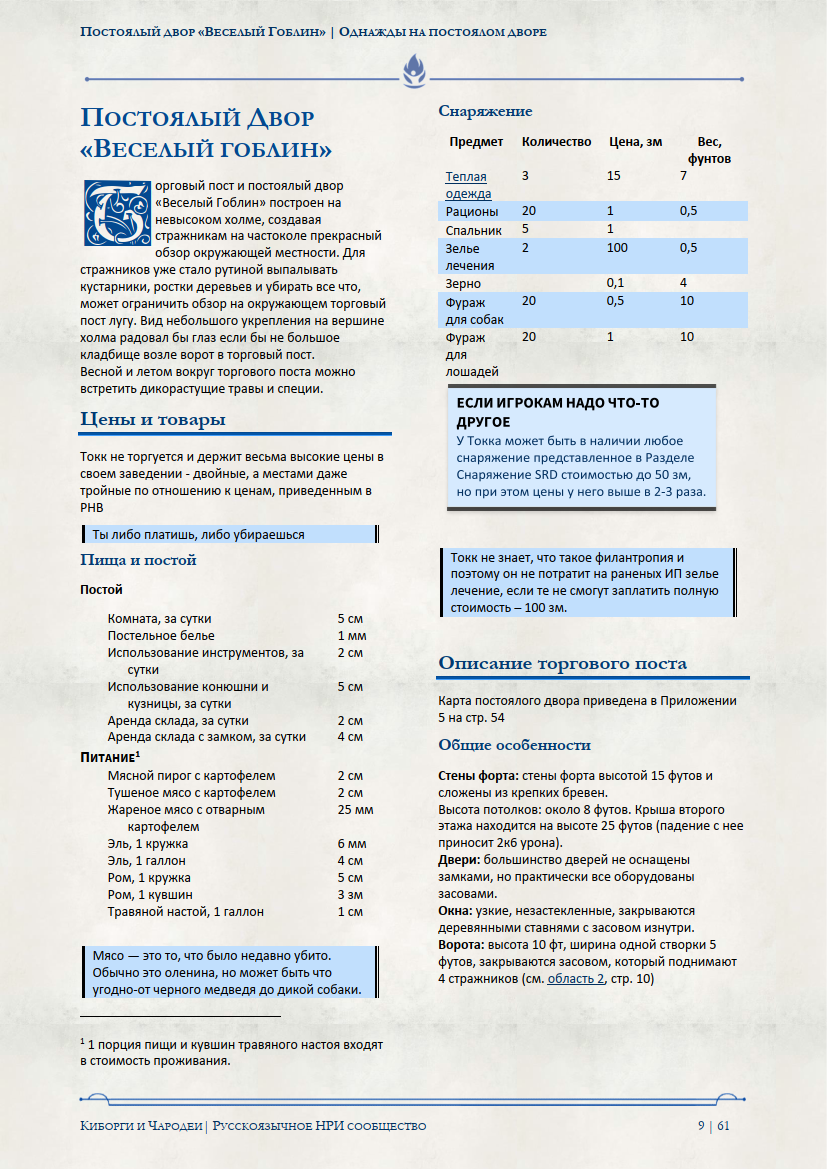 Постоялый двор «Веселый Гоблин» | Однажды на постоялом дворе
Постоялый Двор
«Веселый гоблин»
Торговый пост и постоялый двор
«Веселый Гоблин» построен на
невысоком холме, создавая
стражникам на частоколе прекрасный
обзор окружающей местности. Для
стражников уже стало рутиной выпалывать
кустарники, ростки деревьев и убирать все что,
может ограничить обзор на окружающем торговый
пост лугу. Вид небольшого укрепления на вершине
холма радовал бы глаз если бы не большое
кладбище возле ворот в торговый пост.
Весной и летом вокруг торгового поста можно
встретить дикорастущие травы и специи.
Цены и товары
Токк не торгуется и держит весьма высокие цены в
своем заведении - двойные, а местами даже
тройные по отношению к ценам, приведенным в
PHB
Ты либо платишь, либо убираешься
Пища и постой
Постой
Комната, за сутки 5 см
Постельное белье 1 мм
Использование инструментов, за 2 см
сутки
Использование конюшни и 5 см
кузницы, за сутки
Аренда склада, за сутки 2 см
Аренда склада с замком, за сутки 4 см
Питание¹
Мясной пирог с картофелем 2 см
Тушеное мясо с картофелем 2 см
Жареное мясо с отварным 25 мм
картофелем
Эль, 1 кружка 6 мм
Эль, 1 галлон 4 см
Ром, 1 кружка 5 см
Ром, 1 кувшин 3 зм
Травяной настой, 1 галлон 1 см
Мясо — это то, что было недавно убито.
Обычно это оленина, но может быть что
угодно-от черного медведя до дикой собаки.
¹ 1 порция пищи и кувшин травяного настоя входят
в стоимость проживания.
Снаряжение
Предмет Количество Цена, зм Вес,
фунтов
Теплая 3 15 7
одежда
Рационы 20 1 0,5
Спальник 5 1
Зелье 2 100 0,5
лечения
Зерно 0,1 4
Фураж 20 0,5 10
для собак
Фураж 20 1 10
для
лошадей
ЕСЛИ ИГРОКАМ НАДО ЧТО-ТО
ДРУГОЕ
У Токка может быть в наличии любое
снаряжение представленное в Разделе
Снаряжение SRD стоимостью до 50 зм,
но при этом цены у него выше в 2-3 раза.
Токк не знает, что такое филантропия и
поэтому он не потратит на раненых ИП зелье
лечение, если те не смогут заплатить полную
стоимость – 100 зм.
Описание торгового поста
Карта постоялого двора приведена в Приложении
5 на стр. 54
Общие особенности
Стены форта: стены форта высотой 15 футов и
сложены из крепких бревен.
Высота потолков: около 8 футов. Крыша второго
этажа находится на высоте 25 футов (падение с нее
приносит 2к6 урона).
Двери: большинство дверей не оснащены
замками, но практически все оборудованы
засовами.
Окна: узкие, незастекленные, закрываются
деревянными ставнями с засовом изнутри.
Ворота: высота 10 фт, ширина одной створки 5
футов, закрываются засовом, который поднимают
4 стражников (см. область 2, стр. 10)
Киборги и Чародеи | Русскоязычное НРИ сообщество 9 | 61